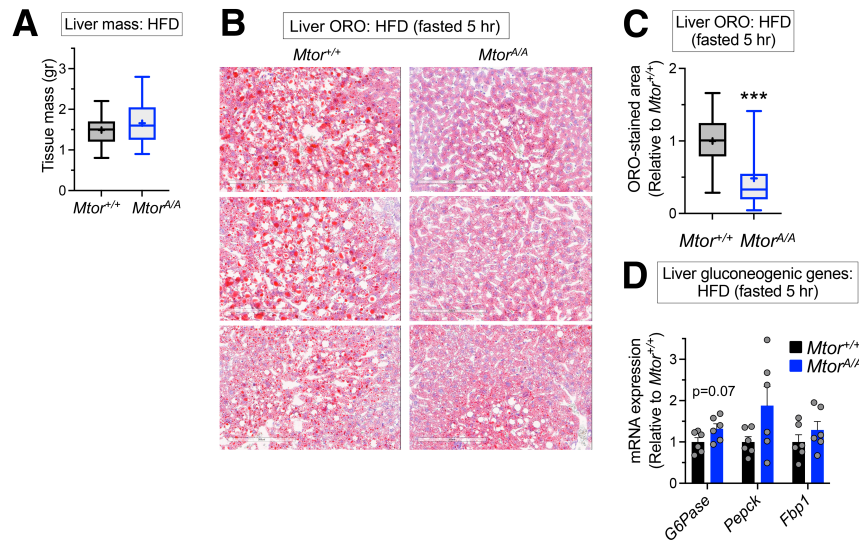 A
Liver mass: HFD
Tissue mass (gr)
3
2
1
0
Mtor+/+
MtorA/A
B
Liver ORO: HFD (fasted 5 hr)
Mtor+/+
MtorA/A
C
Liver ORO: HFD
(fasted 5 hr)
ORO-stained area
(Relative to Mtor+/+)
2
1
0
***
Mtor+/+
MtorA/A
D
Liver gluconeogenic genes:
HFD (fasted 5 hr)
mRNA expression
(Relative to Mtor+/+)
3
2
1
0
p=0.07
Mtor+/+
MtorA/A
G6Pase
Pepck
Fbp1